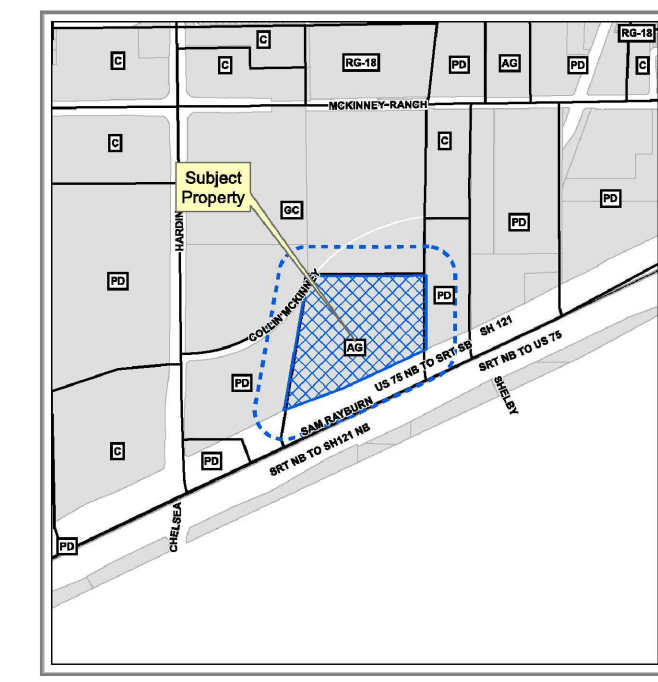 C
RG-18
C
C
RG-18
PD
AG
PD
C
MCKINNEY RANCH
C
C
Subject
Property
HARDIN
GC
PD
PD
PD
COLLIN MCKINNEY
PD
AG
SH 121
US 75 NB TO SRT SB
SRT NB TO US 75
PD
SHELBY
SAM RAYBURN
C
PD
SRT NB TO SH121 NB
CHELSEA
PD